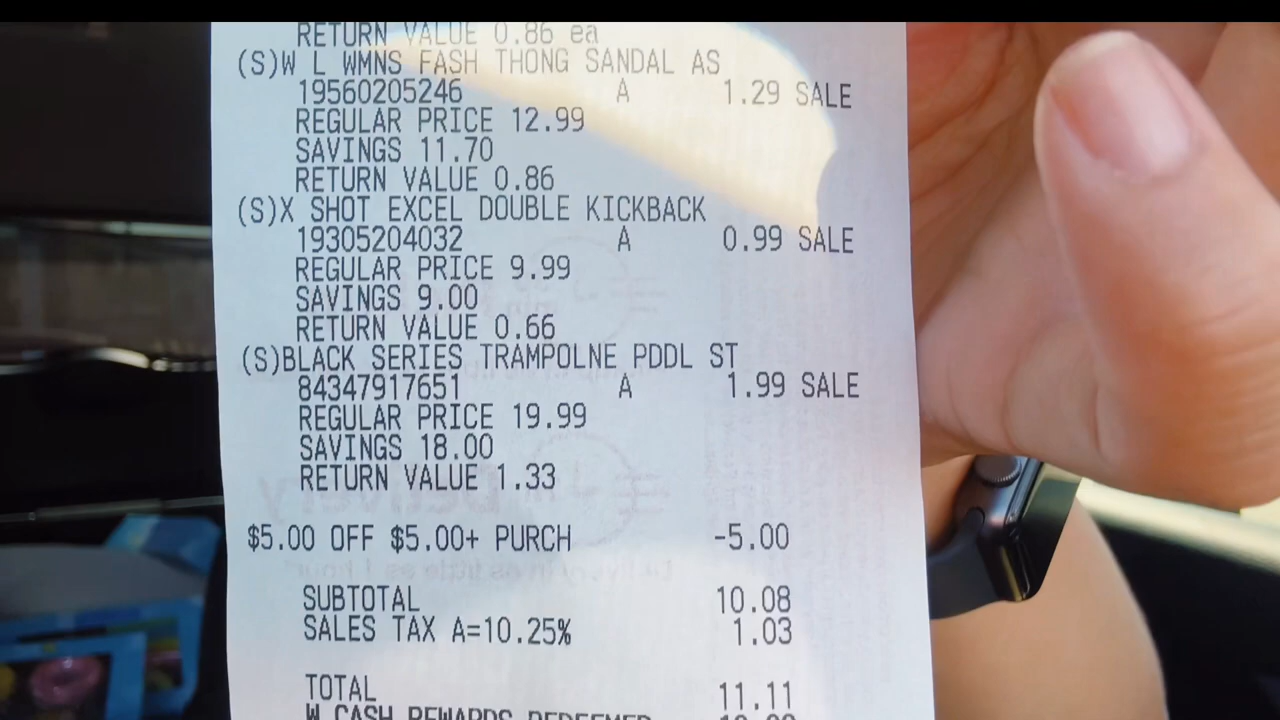 RETURN VALUE 0.86 ea
(S)W L WMNS FASH THONG SANDAL AS
19560205246 A 1.29 SALE
REGULAR PRICE 12.99
SAVINGS 11.70
RETURN VALUE 0.86
(S)X SHOT EXCEL DOUBLE KICKBACK
19305204032 A 0.99 SALE
REGULAR PRICE 9.99
SAVINGS 9.00
RETURN VALUE 0.66
(S)BLACK SERIES TRAMPOLNE PDDL ST
84347917651 A 1.99 SALE
REGULAR PRICE 19.99
SAVINGS 18.00
RETURN VALUE 1.33
$5.00 OFF $5.00+ PURCH -5.00
SUBTOTAL 10.08
SALES TAX A=10.25% 1.03
TOTAL 11.11
W CASH REWARDS REDEEMED